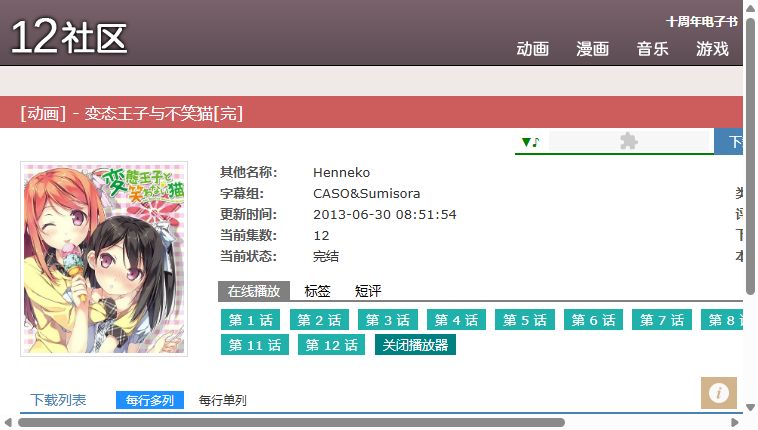 十周年电子书
12社区
动画 漫画 音乐 游戏
[动画] - 变态王子与不笑猫[完]
▼♪
下
変態王子と
笑わない猫
其他名称: Henneko
字幕组: CASO&Sumisora
更新时间: 2013-06-30 08:51:54
当前集数: 12
下
当前状态: 完结
本
在线播放 标签 短评
第 1 话 第 2 话 第 3 话 第 4 话 第 5 话 第 6 话 第 7 话 第 8
第 11 话 第 12 话 关闭播放器
下载列表 每行多列 每行单列
i